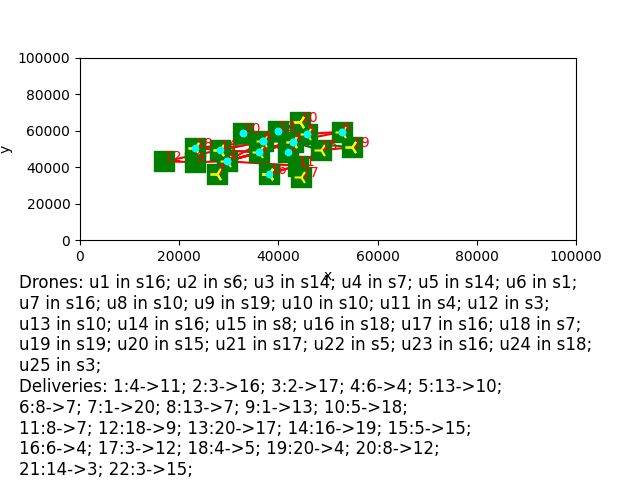 100000
80000
60000
40000
20000
0
y
0 20000 40000 60000 80000 100000
x
Drones: u1 in s16; u2 in s6; u3 in s14; u4 in s7; u5 in s14; u6 in s1;
u7 in s16; u8 in s10; u9 in s19; u10 in s10; u11 in s4; u12 in s3;
u13 in s10; u14 in s16; u15 in s8; u16 in s18; u17 in s16; u18 in s7;
u19 in s19; u20 in s15; u21 in s17; u22 in s5; u23 in s16; u24 in s18;
u25 in s3;
Deliveries: 1:4->11; 2:3->16; 3:2->17; 4:6->4; 5:13->10;
6:8->7; 7:1->20; 8:13->7; 9:1->13; 10:5->18;
11:8->7; 12:18->9; 13:20->17; 14:16->19; 15:5->15;
16:6->4; 17:3->12; 18:4->5; 19:20->4; 20:8->12;
21:14->3; 22:3->15;